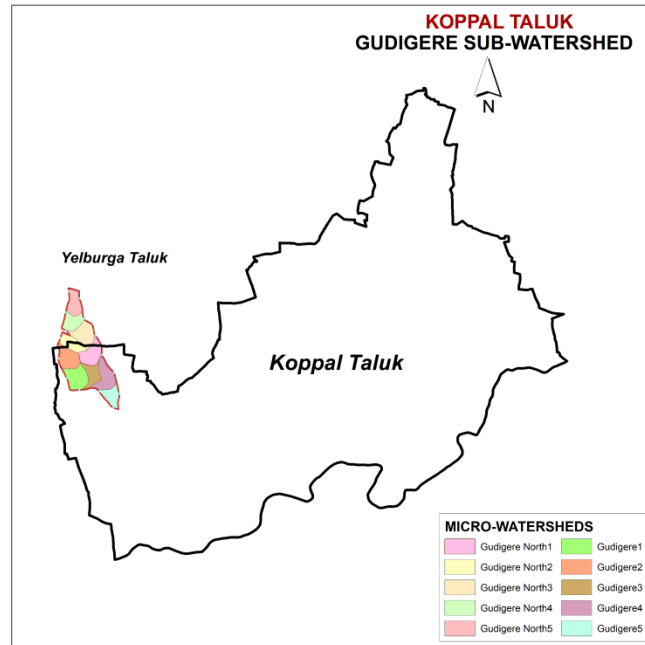 KOPPAL TALUK
GUDIGERE SUB-WATERSHED
N
Yelburga Taluk
Koppal Taluk
MICRO-WATERSHEDS
Gudigere North1
Gudigere1
Gudigere North2
Gudigere2
Gudigere North3
Gudigere3
Gudigere North4
Gudigere4
Gudigere North5
Gudigere5